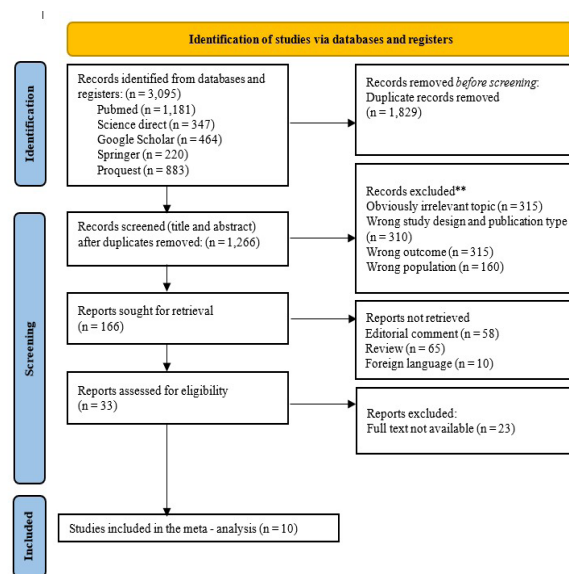 Identification of studies via databases and registers
Identification
Records identified from databases and
registers: (n = 3,095)
Pubmed (n = 1,181)
Science direct (n = 347)
Google Scholar (n = 464)
Springer (n = 220)
Proquest (n = 883)
Records removed before screening:
Duplicate records removed
(n = 1,829)
Screening
Records screened (title and abstract)
after duplicates removed: (n = 1,266)
Records excluded**
Obviously irrelevant topic (n = 315)
Wrong study design and publication type
(n = 310)
Wrong outcome (n = 315)
Wrong population (n = 160)
Reports sought for retrieval
(n = 166)
Reports not retrieved
Editorial comment (n = 58)
Review (n = 65)
Foreign language (n = 10)
Reports assessed for eligibility
(n = 33)
Reports excluded:
Full text not available (n = 23)
Included
Studies included in the meta - analysis (n = 10)